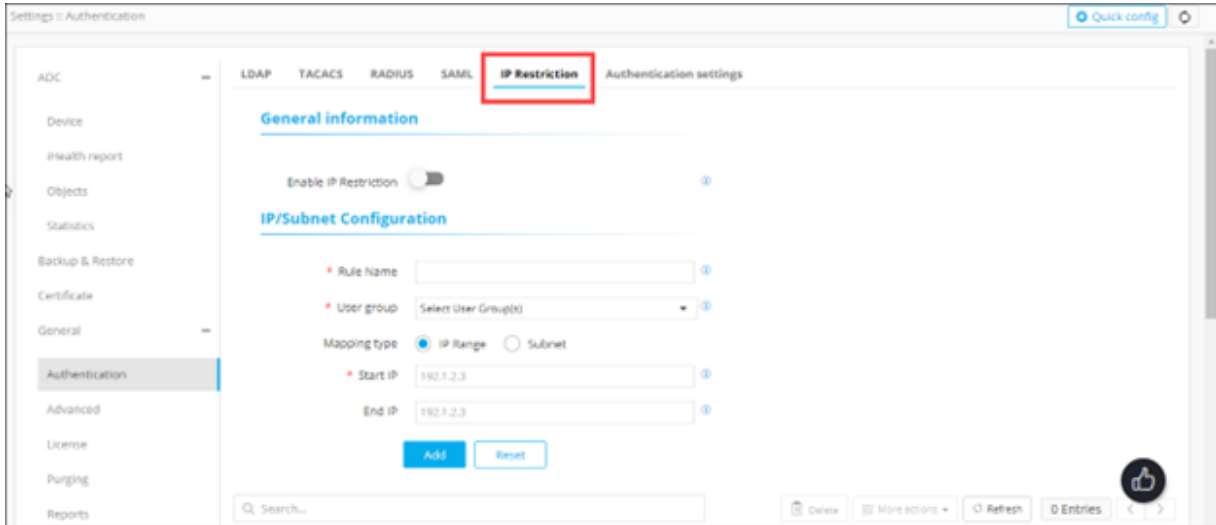 Settings :: Authentication
Quick config
ADC
Device
iHealth report
Objects
Statistics
Backup & Restore
Certificate
General
Authentication
Advanced
License
Purging
Reports
LDAP TACACS RADIUS SAML IP Restriction Authentication settings
General information
Enable IP Restriction
IP/Subnet Configuration
* Rule Name
* User group Select User Group(s)
Mapping type IP Range Subnet
* Start IP 192.1.2.3
End IP 192.1.2.3
Add Reset
Search... Delete More actions Refresh 0 Entries